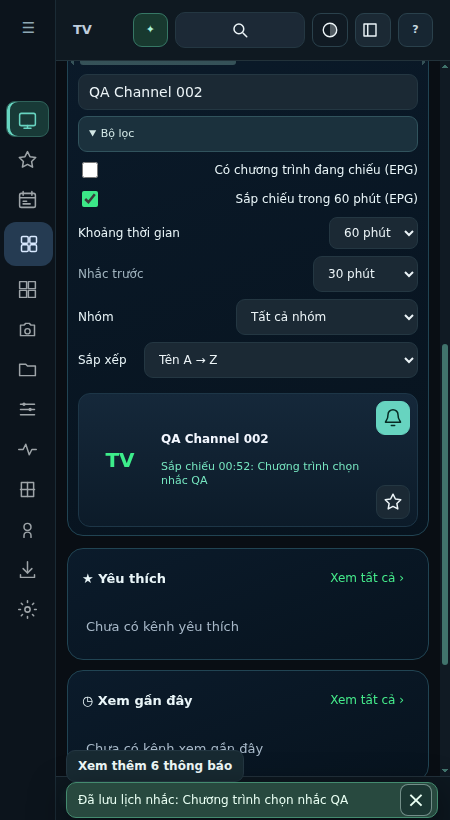 TV
?
QA Channel 002
▼ Bộ lọc
Có chương trình đang chiếu (EPG)
Sắp chiếu trong 60 phút (EPG)
Khoảng thời gian
60 phút
Nhắc trước
30 phút
Nhóm
Tất cả nhóm
Sắp xếp
Tên A → Z
TV
QA Channel 002
Sắp chiếu 00:52: Chương trình chọn
nhắc QA
★ Yêu thích
Xem tất cả ›
Chưa có kênh yêu thích
◷ Xem gần đây
Xem tất cả ›
Chưa có kênh xem gần đây
Xem thêm 6 thông báo
Đã lưu lịch nhắc: Chương trình chọn nhắc QA